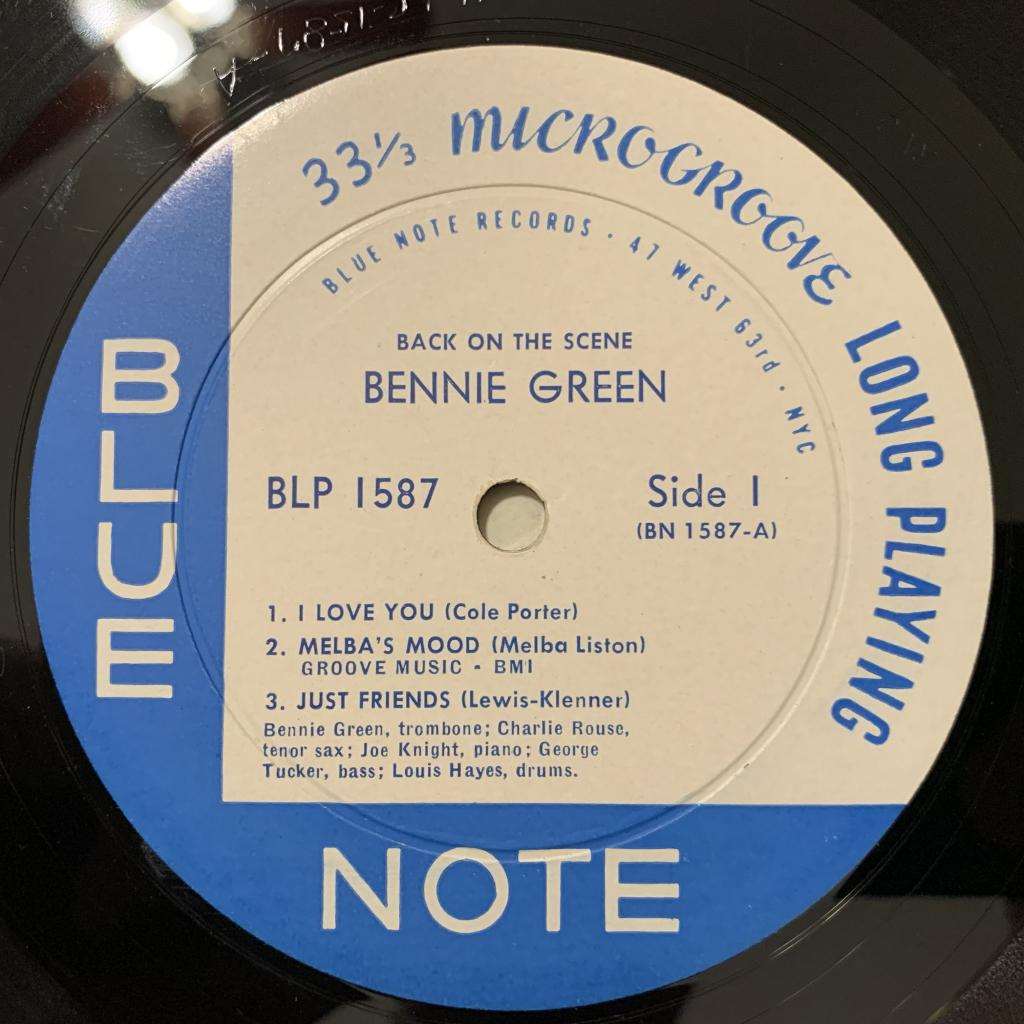 33⅓ MICROGROOVE LONG PLAYING
BLUE NOTE RECORDS · 47 WEST 63rd · NYC
BACK ON THE SCENE
BENNIE GREEN
BLP 1587
Side 1
(BN 1587-A)
1. I LOVE YOU (Cole Porter)
2. MELBA'S MOOD (Melba Liston)
GROOVE MUSIC - BMI
3. JUST FRIENDS (Lewis-Klenner)
Bennie Green, trombone; Charlie Rouse,
tenor sax; Joe Knight, piano; George
Tucker, bass; Louis Hayes, drums.
BLUE
NOTE